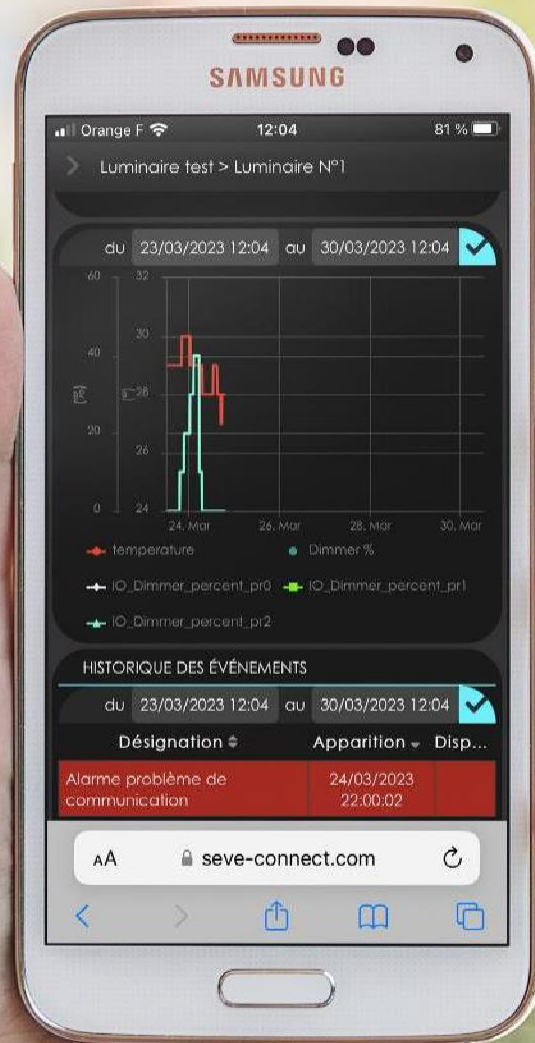 SAMSUNG
Orange F 12:04 81 %
Luminaire test > Luminaire N°1
du 23/03/2023 12:04 au 30/03/2023 12:04
60 32
30
40
[%] [°] 28
20
26
0 24
24. Mar 26. Mar 28. Mar 30. Mar
temperature Dimmer %
IO_Dimmer_percent_pr0 IO_Dimmer_percent_pr1
IO_Dimmer_percent_pr2
HISTORIQUE DES ÉVÉNEMENTS
du 23/03/2023 12:04 au 30/03/2023 12:04
Désignation Apparition Disp...
Alarme problème de 24/03/2023
communication 22:00:02
AA seve-connect.com